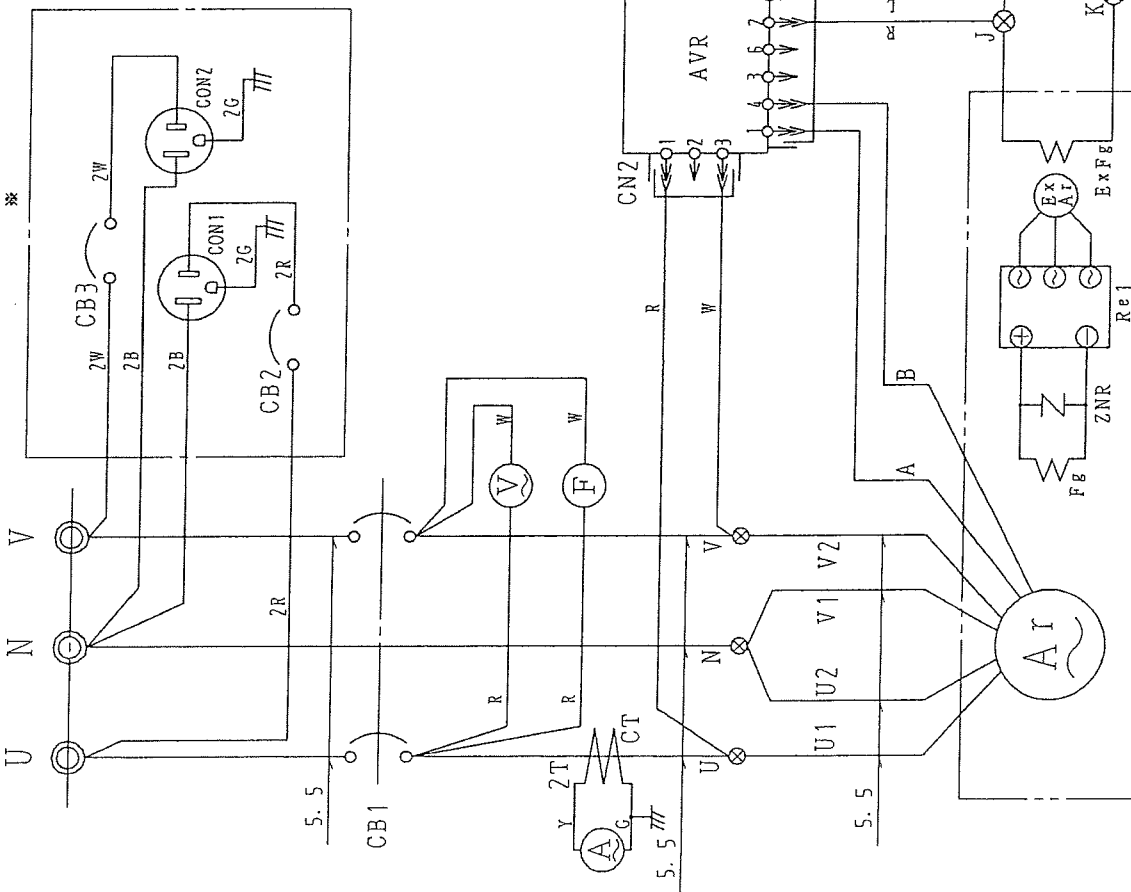 ※
U
N
V
2W
2W
CB3
CON2
2G
2B
2B
CON1
2G
2R
CB2
2R
5.5
CB1
V
W
F
W
R
R
2T
CT
Y
A
G
5.5
U
N
V
U1
U2
V1
V2
5.5
Ar
A
B
R
W
CN2
1
2
3
AVR
1
4
3
6
7
R
J
K
Fg
ZNR
+
-
Re1
Ex
Ar
ExFg